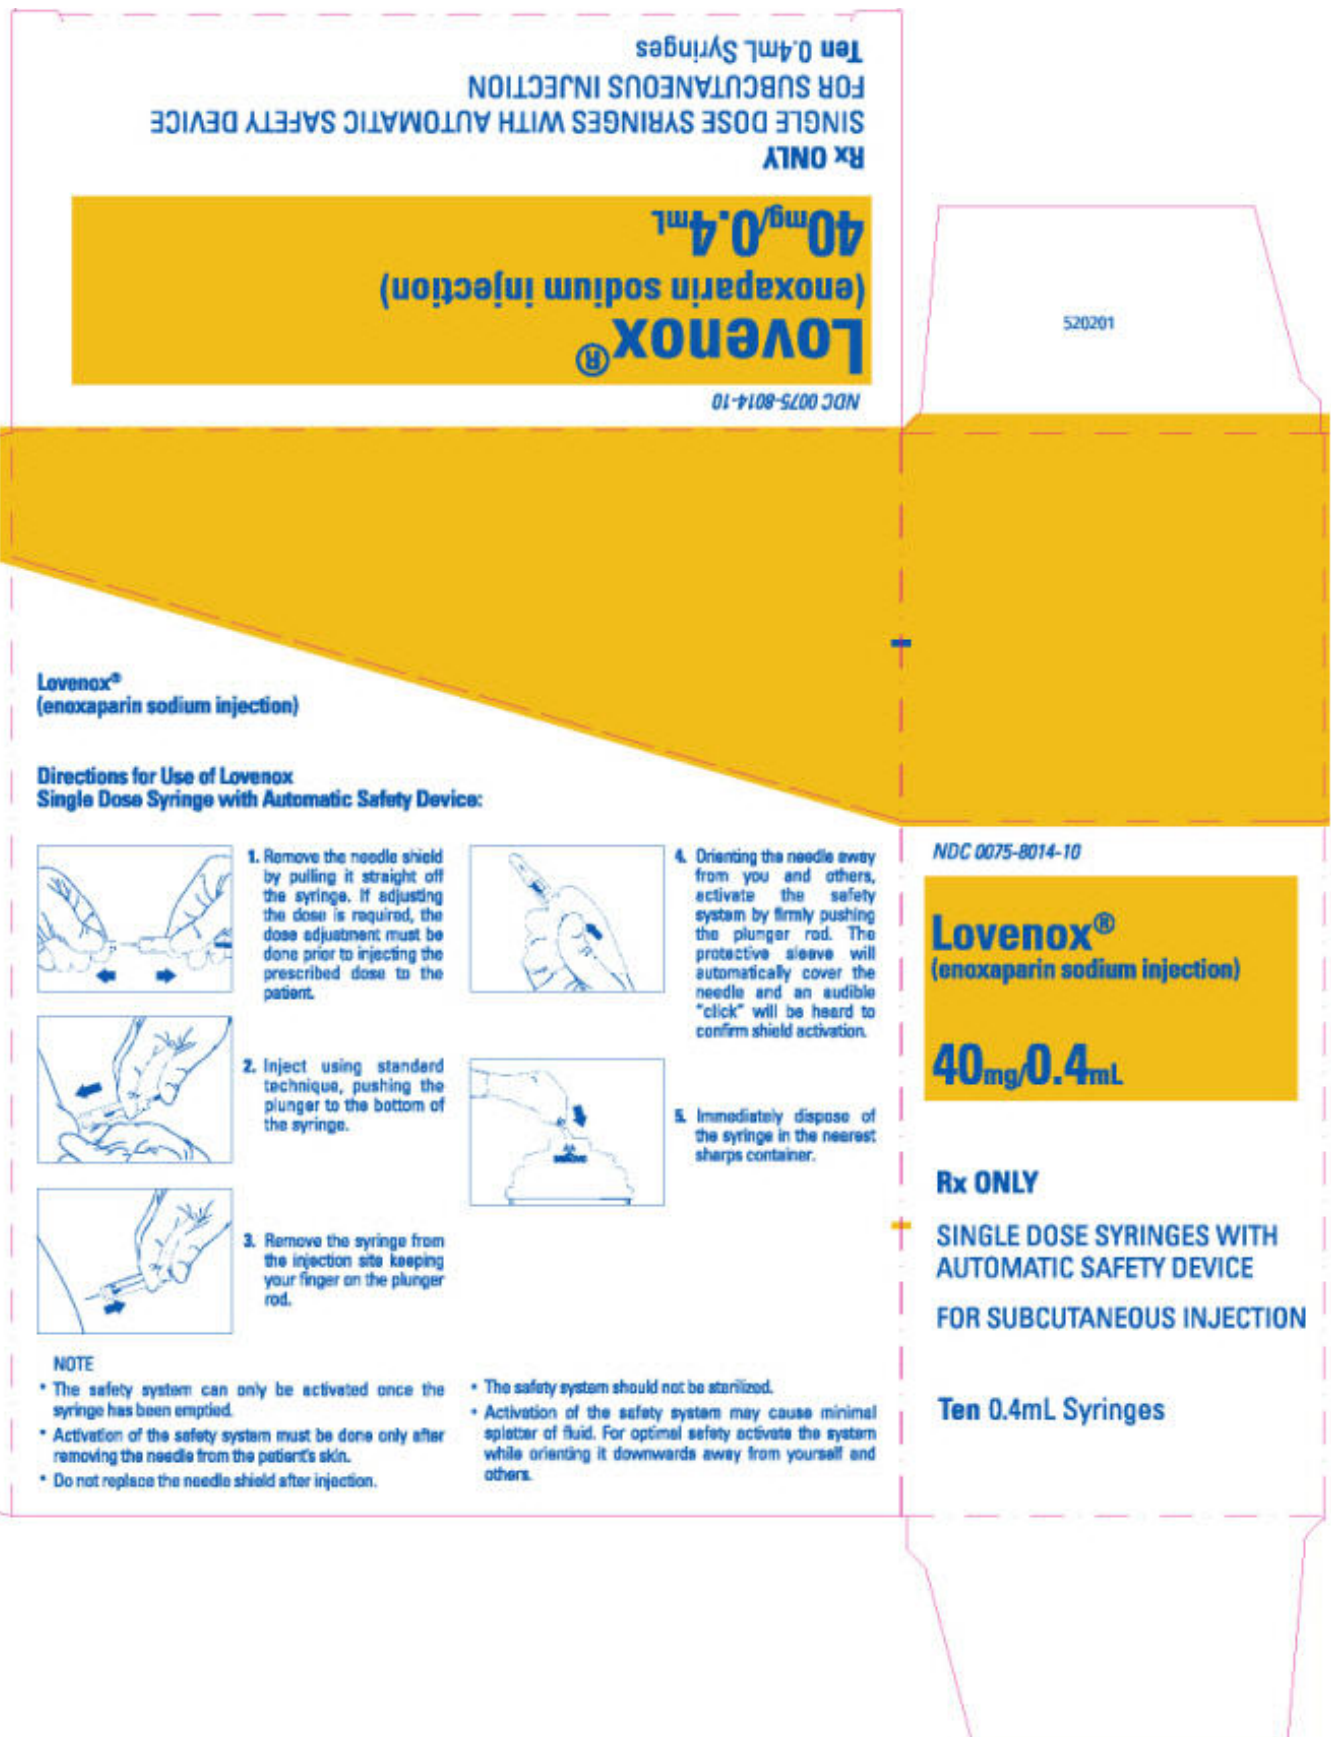 Ten 0.4mL Syringes
FOR SUBCUTANEOUS INJECTION
SINGLE DOSE SYRINGES WITH AUTOMATIC SAFETY DEVICE
Rx ONLY
40mg/0.4mL
(enoxaparin sodium injection)
Lovenox®
NDC 0075-8014-10
520201
Lovenox®
(enoxaparin sodium injection)
Directions for Use of Lovenox
Single Dose Syringe with Automatic Safety Device:
1. Remove the needle shield
by pulling it straight off
the syringe. If adjusting
the dose is required, the
dose adjustment must be
done prior to injecting the
prescribed dose to the
patient.
2. Inject using standard
technique, pushing the
plunger to the bottom of
the syringe.
3. Remove the syringe from
the injection site keeping
your finger on the plunger
rod.
4. Orienting the needle away
from you and others,
activate the safety
system by firmly pushing
the plunger rod. The
protective sleeve will
automatically cover the
needle and an audible
"click" will be heard to
confirm shield activation.
5. Immediately dispose of
the syringe in the nearest
sharps container.
NOTE
• The safety system can only be activated once the
syringe has been emptied.
• Activation of the safety system must be done only after
removing the needle from the patient's skin.
• Do not replace the needle shield after injection.
• The safety system should not be sterilized.
• Activation of the safety system may cause minimal
splatter of fluid. For optimal safety activate the system
while orienting it downwards away from yourself and
others.
NDC 0075-8014-10
Lovenox®
(enoxaparin sodium injection)
40mg/0.4mL
Rx ONLY
SINGLE DOSE SYRINGES WITH
AUTOMATIC SAFETY DEVICE
FOR SUBCUTANEOUS INJECTION
Ten 0.4mL Syringes